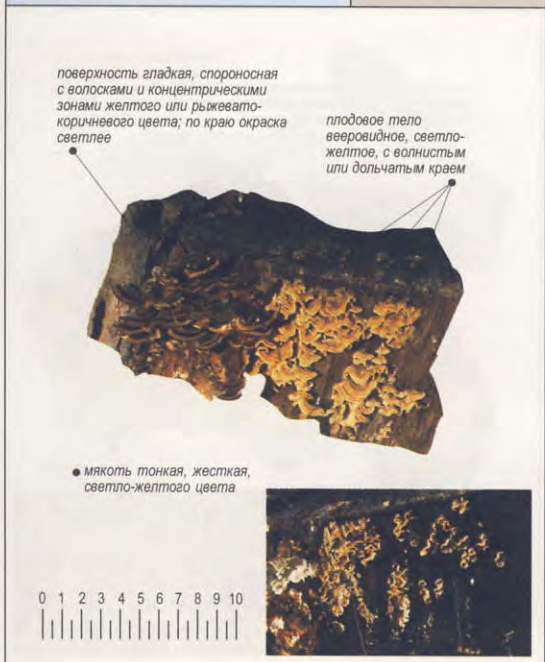 поверхность гладкая, спороносная
с волосками и концентрическими
зонами желтого или рыжевато-
коричневого цвета; по краю окраска
светлее
плодовое тело
вееровидное, светло-
желтое, с волнистым
или дольчатым краем
мякоть тонкая, жесткая,
светло-желтого цвета
0 1 2 3 4 5 6 7 8 9 10